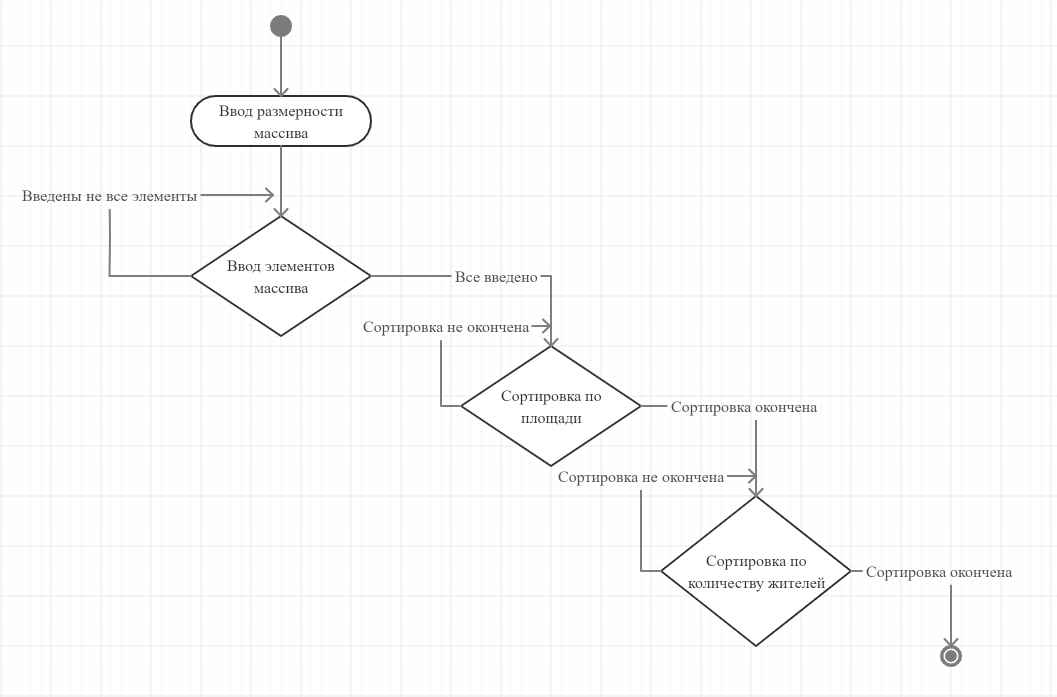 Ввод размерности
массива
Введены не все элементы
Ввод элементов
массива
Все введено
Сортировка не окончена
Сортировка по
площади
Сортировка окончена
Сортировка не окончена
Сортировка по
количеству жителей
Сортировка окончена